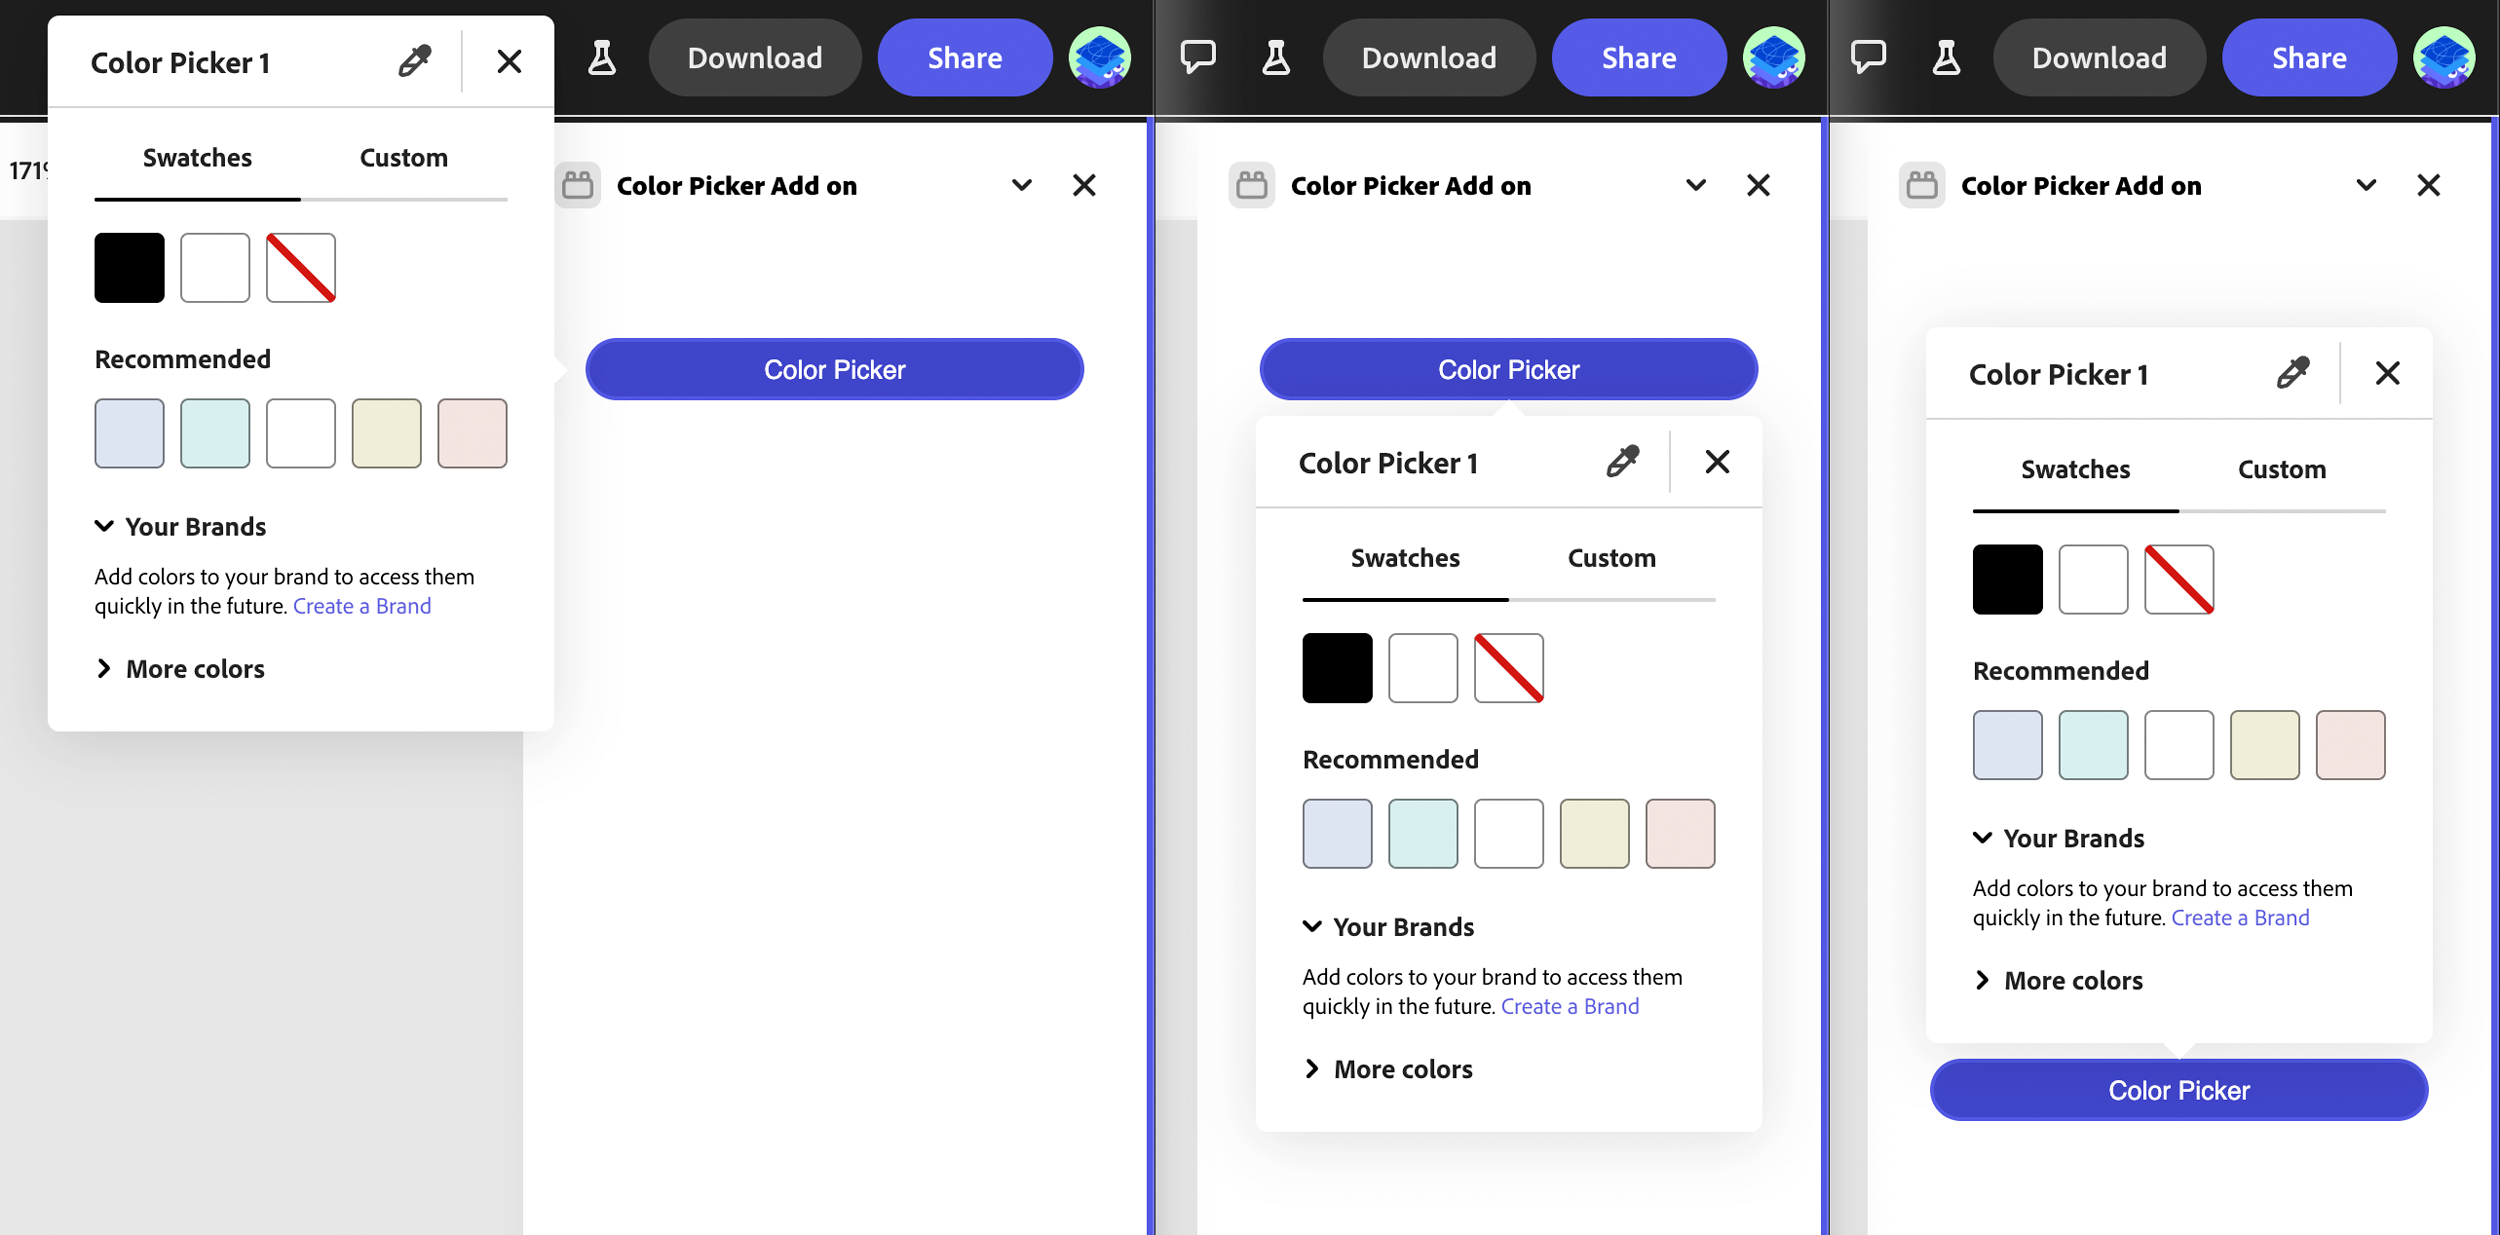 Color Picker 1
Swatches Custom
Recommended
Your Brands
Add colors to your brand to access them
quickly in the future. Create a Brand
More colors
Download Share
Color Picker Add on
Color Picker
Download Share
Color Picker Add on
Color Picker
Color Picker 1
Swatches Custom
Recommended
Your Brands
Add colors to your brand to access them
quickly in the future. Create a Brand
More colors
Download Share
Color Picker Add on
Color Picker 1
Swatches Custom
Recommended
Your Brands
Add colors to your brand to access them
quickly in the future. Create a Brand
More colors
Color Picker